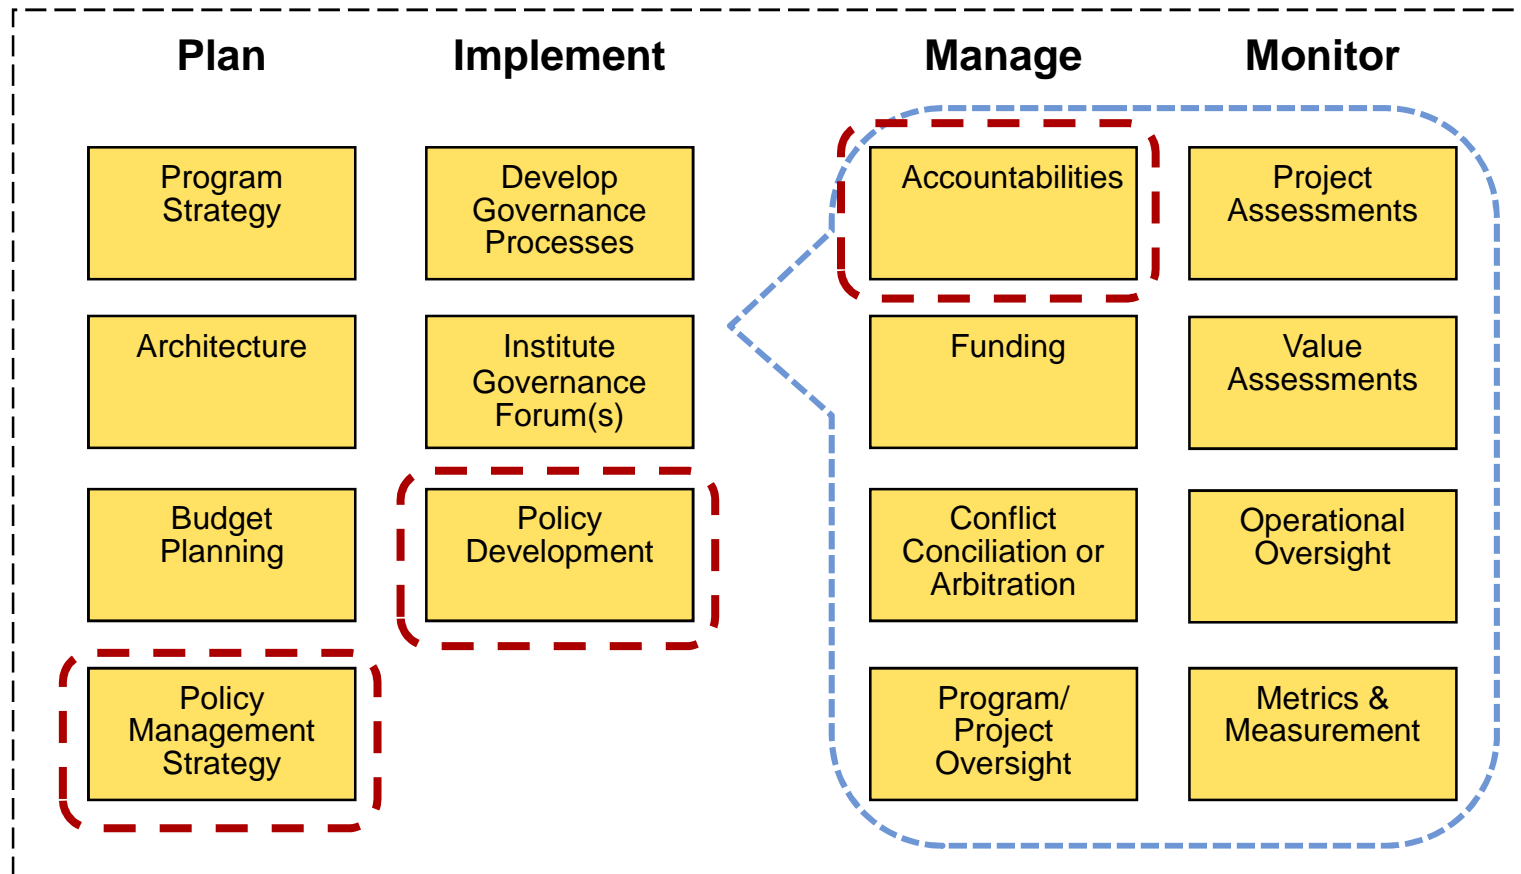 Plan
Implement
Manage
Monitor
Program
Strategy
Develop
Governance
Processes
Accountabilities
Project
Assessments
Architecture
Institute
Governance
Forum(s)
Funding
Value
Assessments
Budget
Planning
Policy
Development
Conflict
Conciliation or
Arbitration
Operational
Oversight
Policy
Management
Strategy
Program/
Project
Oversight
Metrics &
Measurement